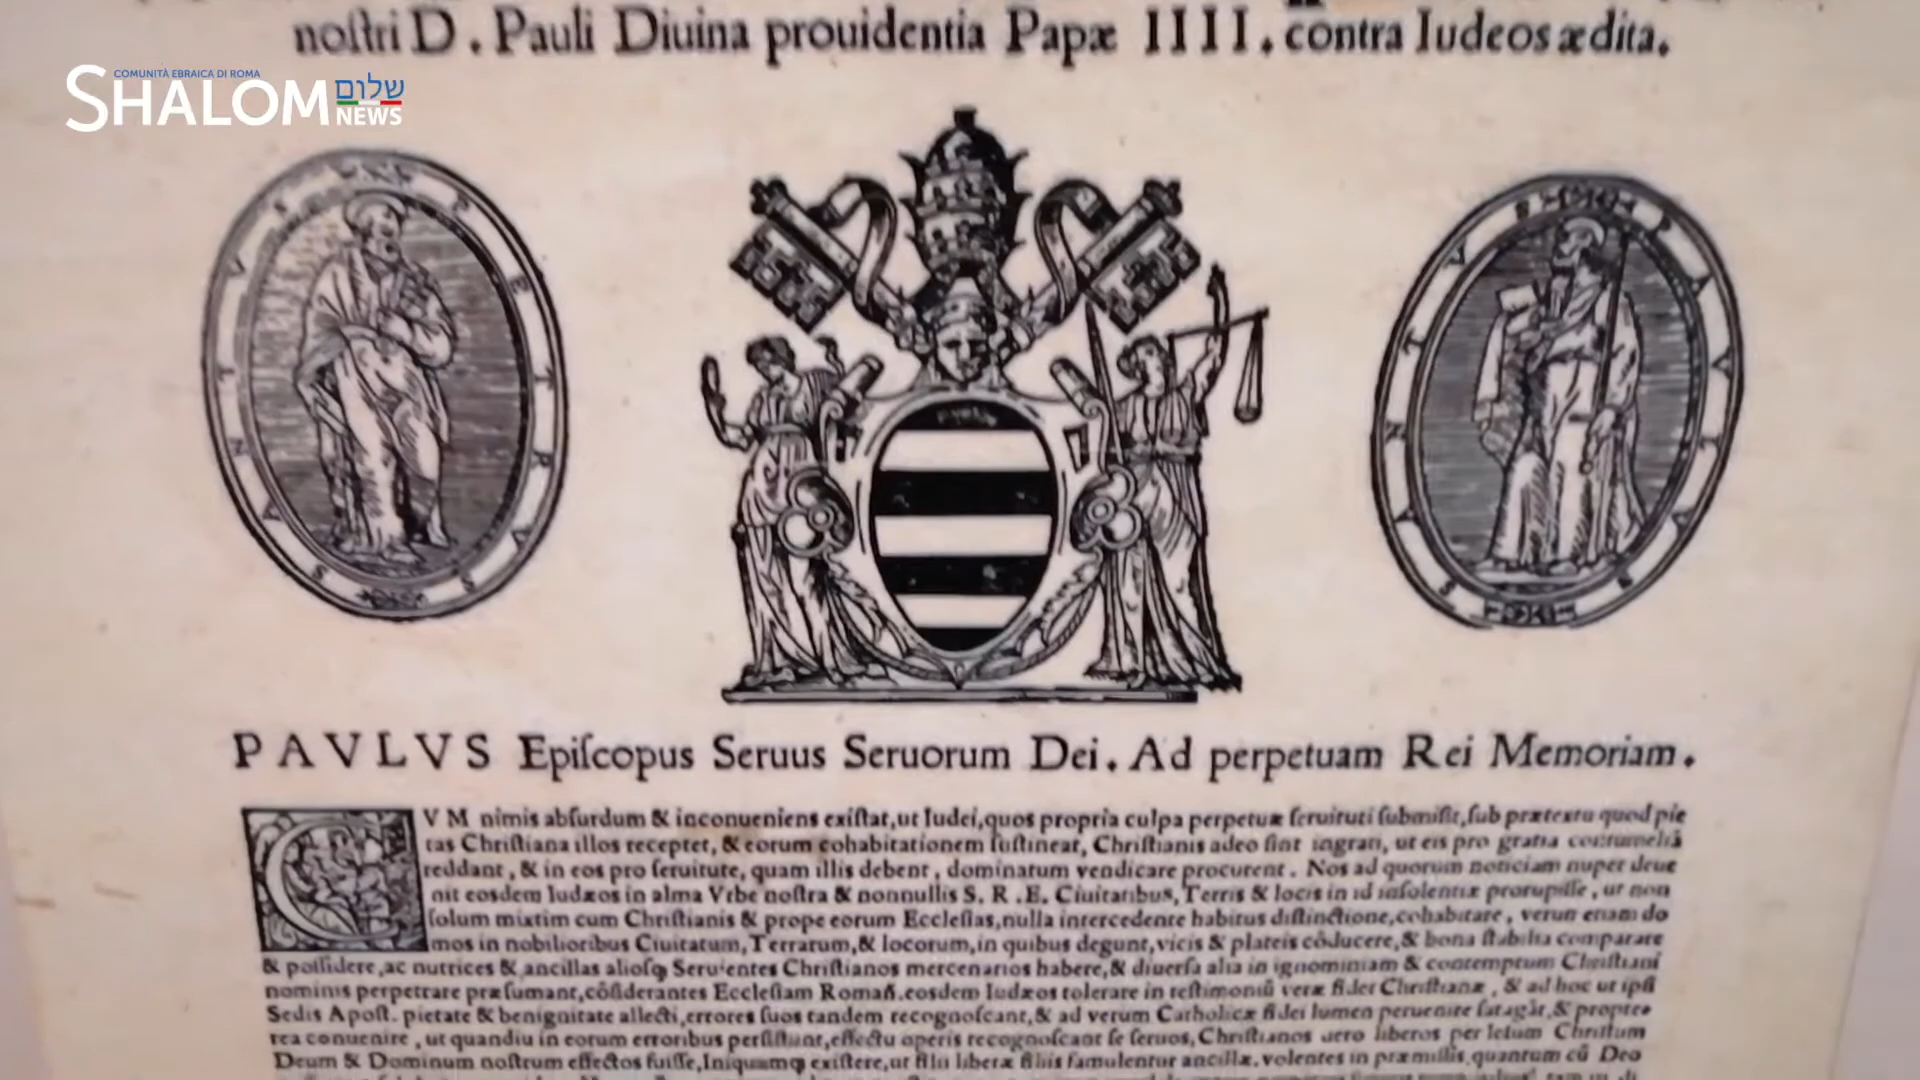 noſtri D. Pauli Diuina prouidentia Papæ IIII. contra Iudeos ædita.
COMUNITÀ EBRAICA DI ROMA
SHALOM שלום
NEWS
S PETRVS
SANTVS
S PAVLVS
SANTVS
PAVLVS Epiſcopus Seruus Seruorum Dei. Ad perpetuam Rei Memoriam.
CVM nimis abſurdum & inconueniens exiſtat, ut Iudei, quos propria culpa perpetuæ ſeruituti ſubmiſit, ſub prætextu quod pie
tas Chriſtiana illos receptet, & eorum cohabitationem ſuſtineat, Chriſtianis adeo ſint ingrati, ut eis pro gratia contumeliã
reddant, & in eos pro ſeruitute, quam illis debent, dominatum vendicare procurent. Nos ad quorum notitiam nuper deue
nit eosdem Iudæos in alma Vrbe noſtra & nonnullis S. R. E. Ciuitatibus, Terris & locis in id inſolentiæ prorupiſſe, ut non
ſolum mixtim cum Chriſtianis & prope eorum Eccleſias, nulla intercedente habitus diſtinctione, cohabitare, verum etiam do
mos in nobilioribus Ciuitatum, Terrarum, & locorum, in quibus degunt, vicis & plateis cõducere, & bona ſtabilia comparare
& poſſidere, ac nutrices & ancillas alioſq Seruientes Chriſtianos mercenarios habere, & diuerſa alia in ignominiam & contemptum Chriſtiani
nominis perpetrare præſumant, cõſiderantes Eccleſiam Romañ. eosdem Iudæos tolerare in teſtimoniũ veræ fidei Chriſtianæ, & ad hoc ut ipſi
Sedis Apoſt. pietate & benignitate allecti, errores ſuos tandem recognoſcant, & ad verum Catholicæ fidei lumen peruenire ſatagãt, & propte
rea conuenire, ut quandiu in eorum erroribus perſiſtunt, effectu operis recognoſcant ſe ſeruos, Chriſtianos uero liberos per Ieſum Chriſtum
Deum & Dominum noſtrum effectos fuiſſe, Iniquumq exiſtere, ut filii liberæ filiis famulentur ancillæ. volentes in præmiſſis, quantum cũ Deo